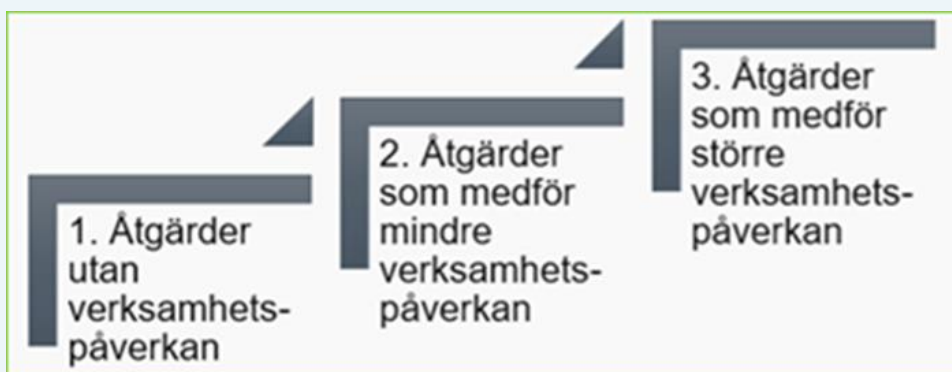 1. Åtgärder
utan
verksamhets-
påverkan
2. Åtgärder
som medför
mindre
verksamhets-
påverkan
3. Åtgärder
som medför
större
verksamhets-
påverkan